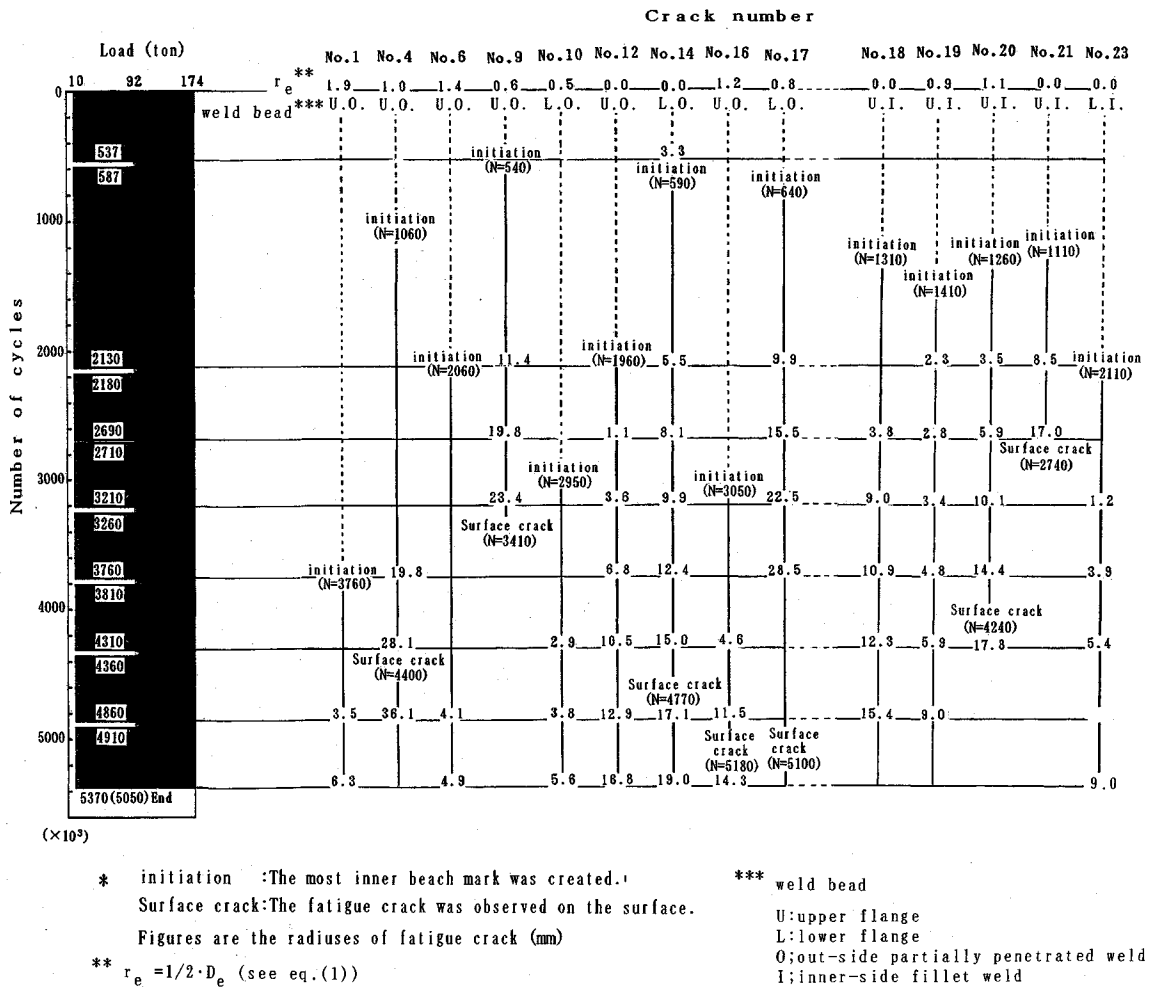 Crack number
Load (ton)
No.1 No.4 No.6 No.9 No.10 No.12 No.14 No.16 No.17 No.18 No.19 No.20 No.21 No.23
10 92 174 r e ** 1.9 1.0 1.4 0.6 0.5 0.0 0.0 1.2 0.8 0.0 0.9 1.1 0.0 0.0
0 weld bead *** U.O. U.O. U.O. U.O. L.O. U.O. L.O. U.O. L.O. U.I. U.I. U.I. U.I. L.I.
537 initiation 3.3
587 (N=540) initiation initiation
(N=590) (N=640)
1000 initiation
(N=1060) initiation initiation initiation
(N=1310) (N=1260) (N=1110)
initiation
(N=1410)
2000 2130 initiation 11.4 initiation 5.5 9.9 2.3 3.5 8.5 initiation
(N=2060) (N=1960) (N=2110)
2180
2690 19.8 1.1 8.1 15.5 3.8 2.8 5.9 17.0
2710 Surface crack
(N=2740)
3000 initiation initiation
(N=2950) (N=3050)
3210 23.4 3.6 9.9 22.5 9.0 3.4 10.1 1.2
3260 Surface crack
(N=3410)
3760 initiation 19.8 6.8 12.4 28.5 10.9 4.8 14.4 3.9
(N=3760)
3810
4000 Surface crack
(N=4240)
4310 28.1 2.9 10.5 15.0 4.6 12.3 5.9 17.8 5.4
4360 Surface crack
(N=4400)
Surface crack
(N=4770)
4860 3.5 36.1 4.1 3.8 12.9 17.1 11.5 15.4 9.0
5000 4910 Surface Surface
crack crack
(N=5180) (N=5100)
6.3 4.9 5.6 16.8 19.0 14.3 9.0
5370(5050)End
(×10³)
Number of cycles
* initiation :The most inner beach mark was created.
Surface crack:The fatigue crack was observed on the surface.
Figures are the radiuses of fatigue crack (mm)
** r e =1/2·D e (see eq.(1))
*** weld bead
U:upper flange
L:lower flange
O;out-side partially penetrated weld
I;inner-side fillet weld